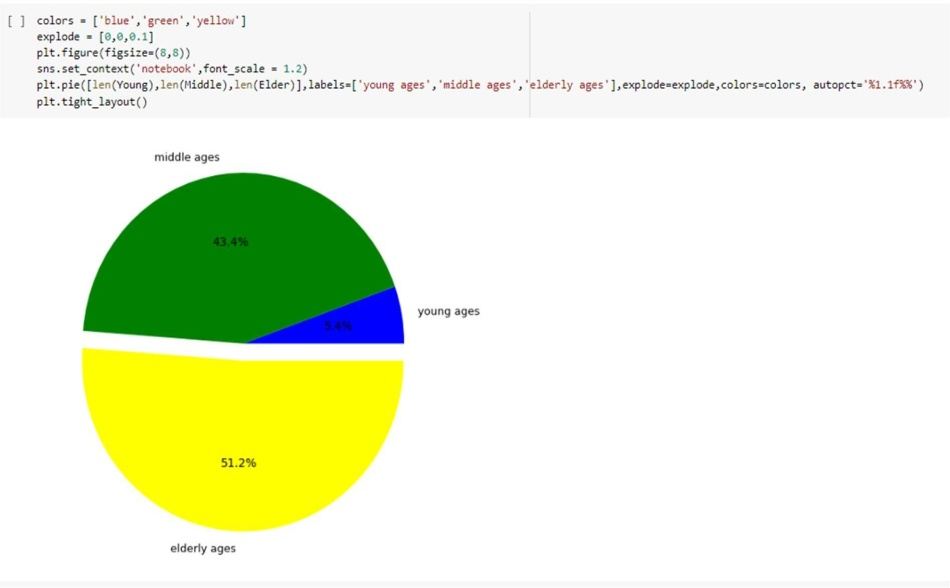 [ ] colors = ['blue','green','yellow']
explode = [0,0,0.1]
plt.figure(figsize=(8,8))
sns.set_context('notebook',font_scale = 1.2)
plt.pie([len(Young),len(Middle),len(Elder)],labels=['young ages','middle ages','elderly ages'],explode=explode,colors=colors, autopct='%1.1f%%')
plt.tight_layout()
middle ages
43.4%
young ages
5.4%
51.2%
elderly ages